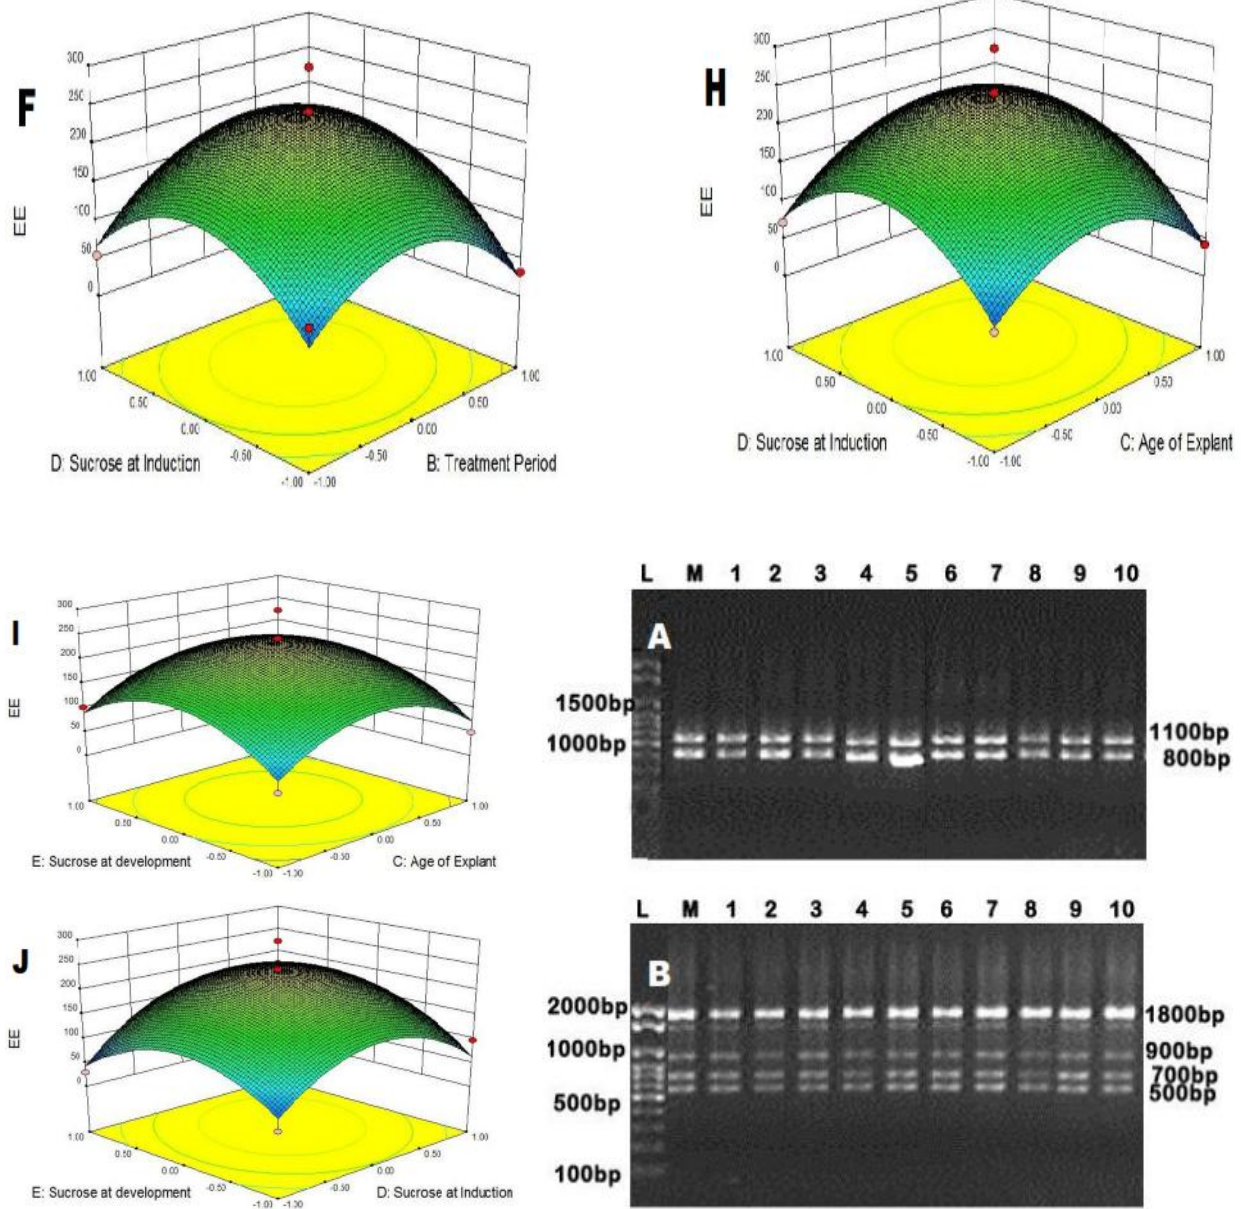 F
300
250
200
150
100
50
0
EE
1.00
0.50
0.00
-0.50
-1.00
-1.00
-0.50
0.00
0.50
1.00
D: Sucrose at Induction
B: Treatment Period
H
300
250
200
150
100
50
0
EE
1.00
0.50
0.00
-0.50
-1.00
-1.00
-0.50
0.00
0.50
1.00
D: Sucrose at Induction
C: Age of Explant
I
300
250
200
150
100
50
0
EE
1.00
0.50
0.00
-0.50
-1.00
-1.00
-0.50
0.00
0.50
1.00
E: Sucrose at development
C: Age of Explant
L M 1 2 3 4 5 6 7 8 9 10
A
1500bp
1000bp
1100bp
800bp
J
300
250
200
150
100
50
0
EE
1.00
0.50
0.00
-0.50
-1.00
-1.00
-0.50
0.00
0.50
1.00
E: Sucrose at development
D: Sucrose at Induction
L M 1 2 3 4 5 6 7 8 9 10
B
2000bp
1000bp
500bp
100bp
1800bp
900bp
700bp
500bp